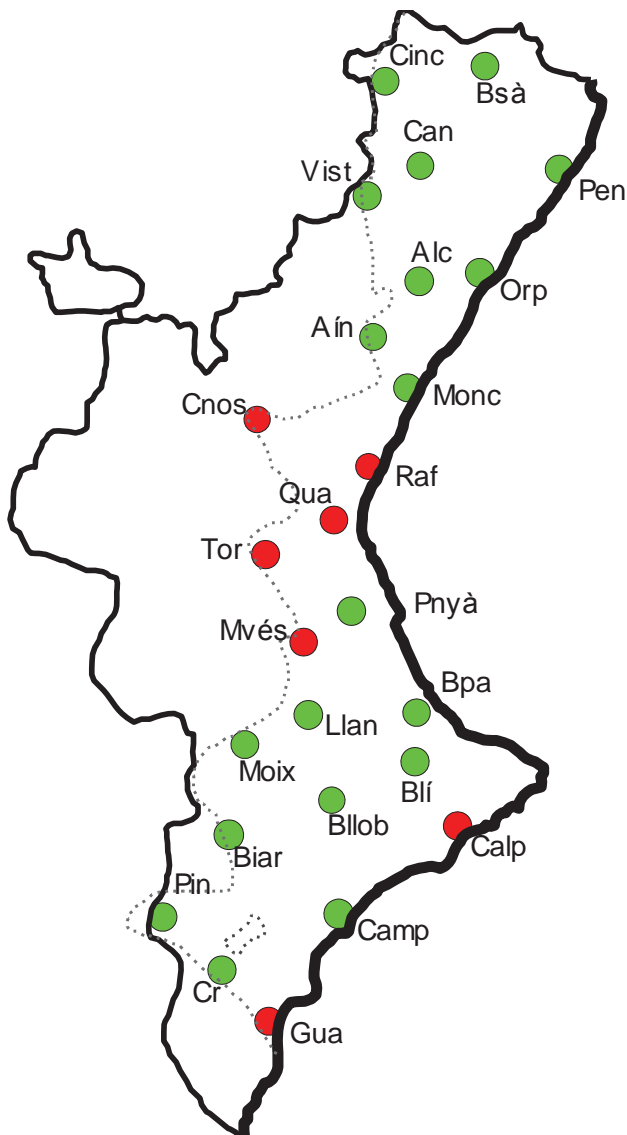 Cinc
Bsà
Can
Vist
Pen
Alc
Orp
Aín
Monc
Cnos
Raf
Qua
Tor
Pnyà
Mvés
Bpa
Llan
Moix
Blí
Bllob
Calp
Biar
Pin
Camp
Cr
Gua